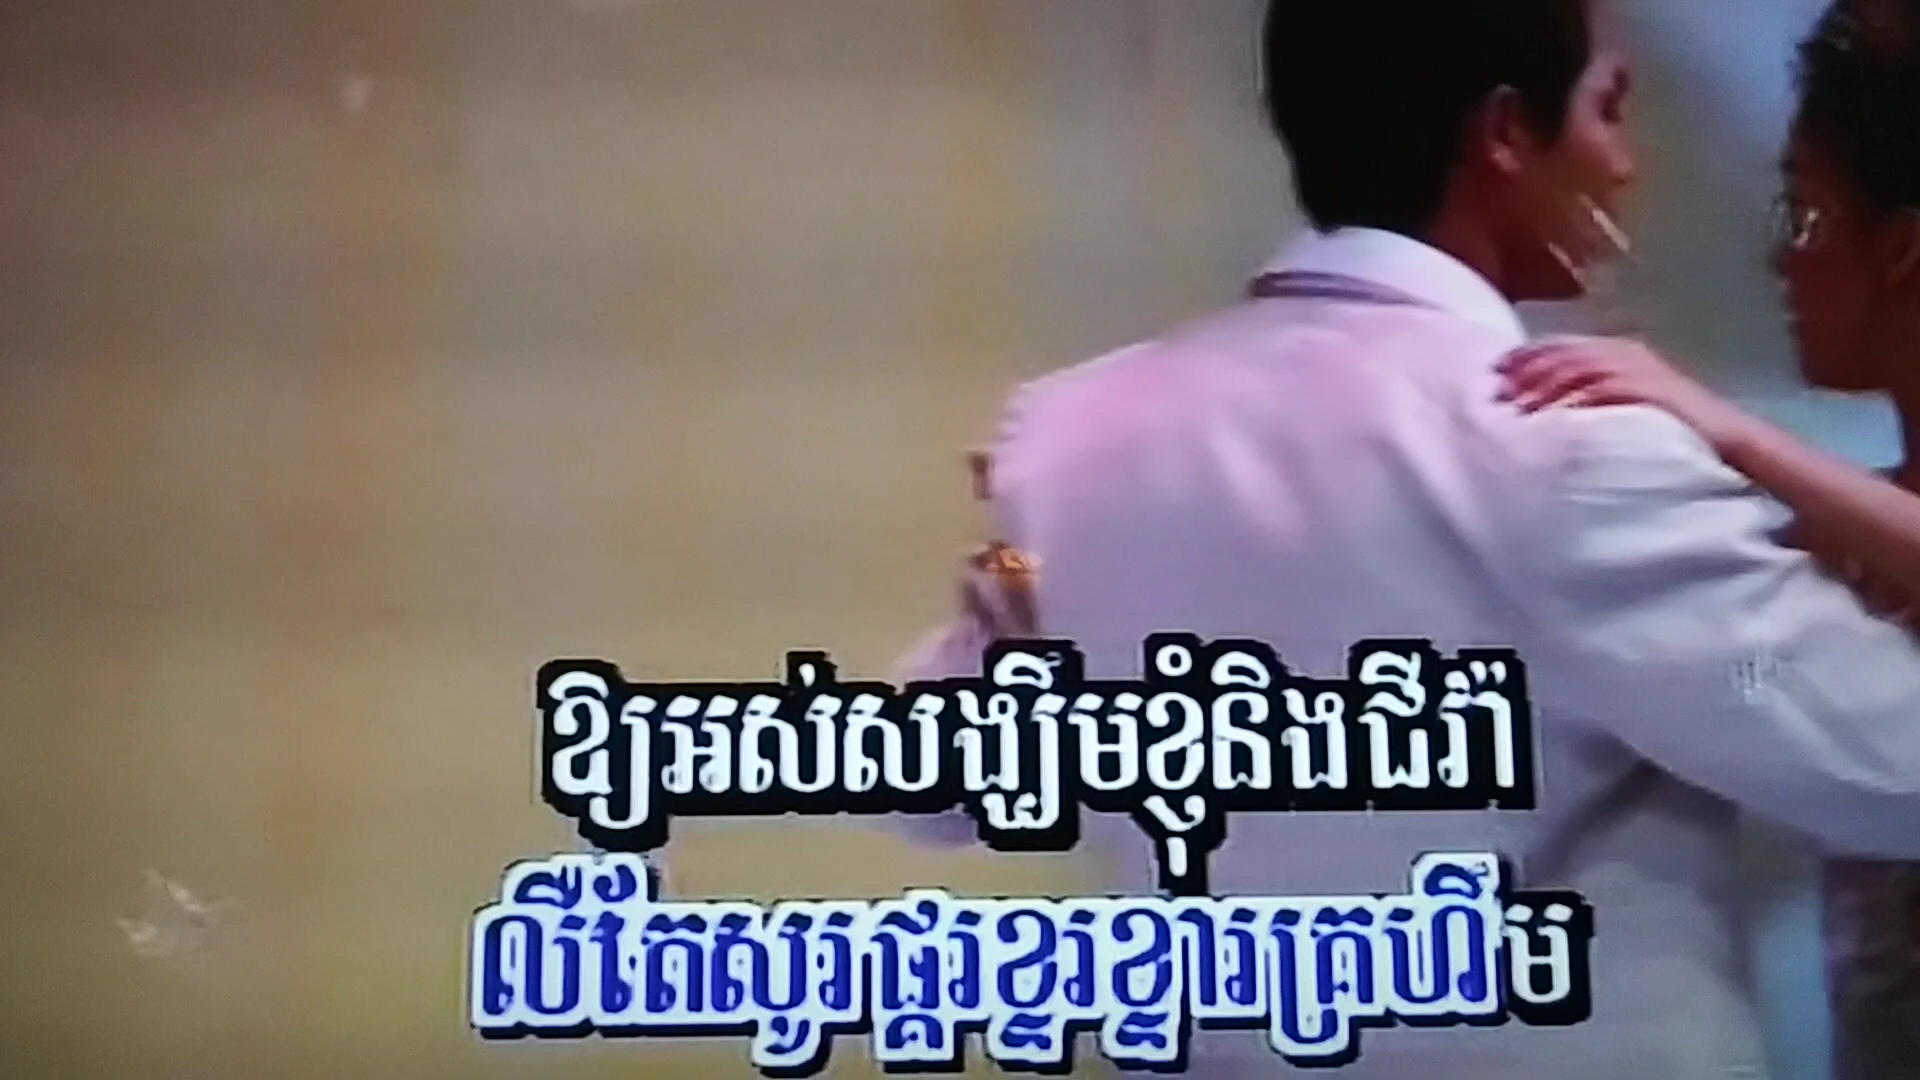 ឱ្យអស់សង្ឃឹមខ្ញុំនិងជីវ៉ា
លឺតែសូរផ្គរខ្ទរខ្ទារគ្រហឹម